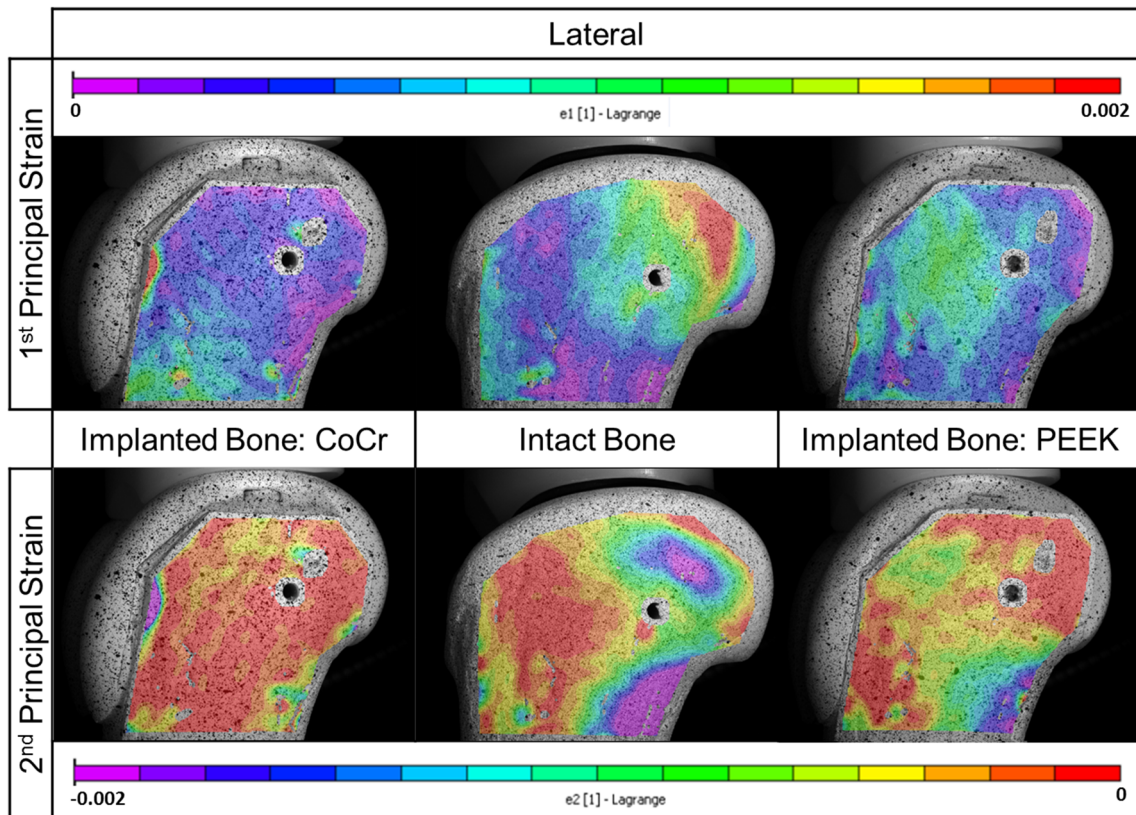 Lateral
1st Principal Strain
0
0.002
e1 [1] - Lagrange
Implanted Bone: CoCr
Intact Bone
Implanted Bone: PEEK
2nd Principal Strain
-0.002
0
e2 [1] - Lagrange